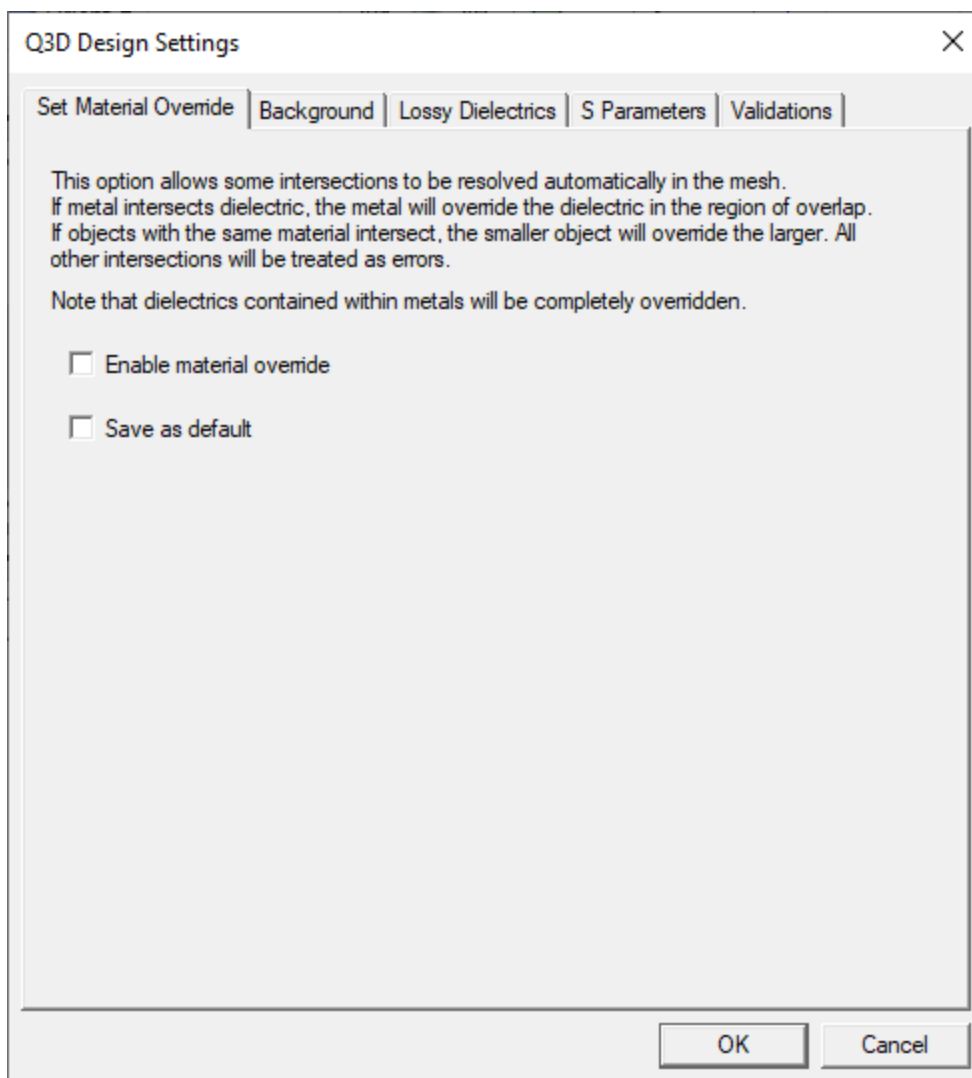 Q3D Design Settings
Set Material Override
Background
Lossy Dielectrics
S Parameters
Validations
This option allows some intersections to be resolved automatically in the mesh.
If metal intersects dielectric, the metal will override the dielectric in the region of overlap.
If objects with the same material intersect, the smaller object will override the larger. All
other intersections will be treated as errors.
Note that dielectrics contained within metals will be completely overridden.
Enable material override
Save as default
OK
Cancel